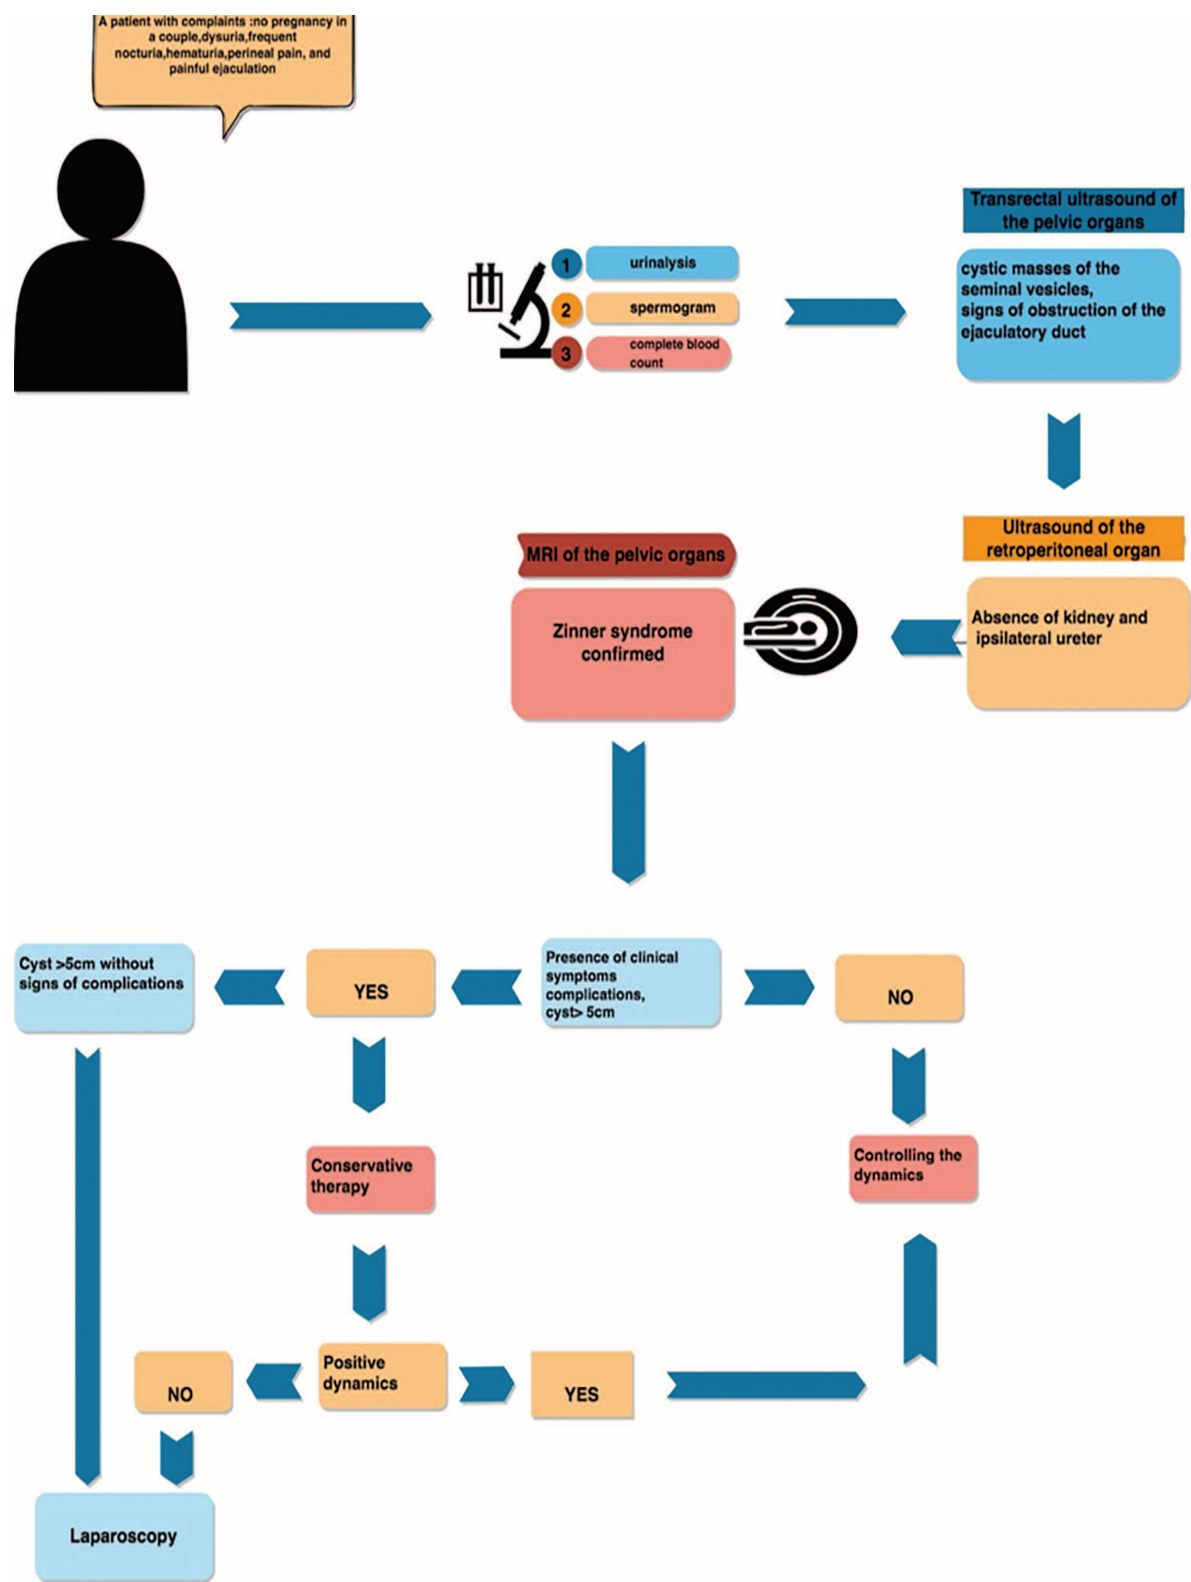 A patient with complaints :no pregnancy in
a couple,dysuria,frequent
nocturia,hematuria,perineal pain, and
painful ejaculation
1
urinalysis
2
spermogram
3
complete blood
count
Transrectal ultrasound of
the pelvic organs
cystic masses of the
seminal vesicles,
signs of obstruction of the
ejaculatory duct
Ultrasound of the
retroperitoneal organ
Absence of kidney and
ipsilateral ureter
MRI of the pelvic organs
Zinner syndrome
confirmed
Cyst >5cm without
signs of complications
YES
Presence of clinical
symptoms
complications,
cyst> 5cm
NO
Conservative
therapy
Controlling the
dynamics
NO
Positive
dynamics
YES
Laparoscopy